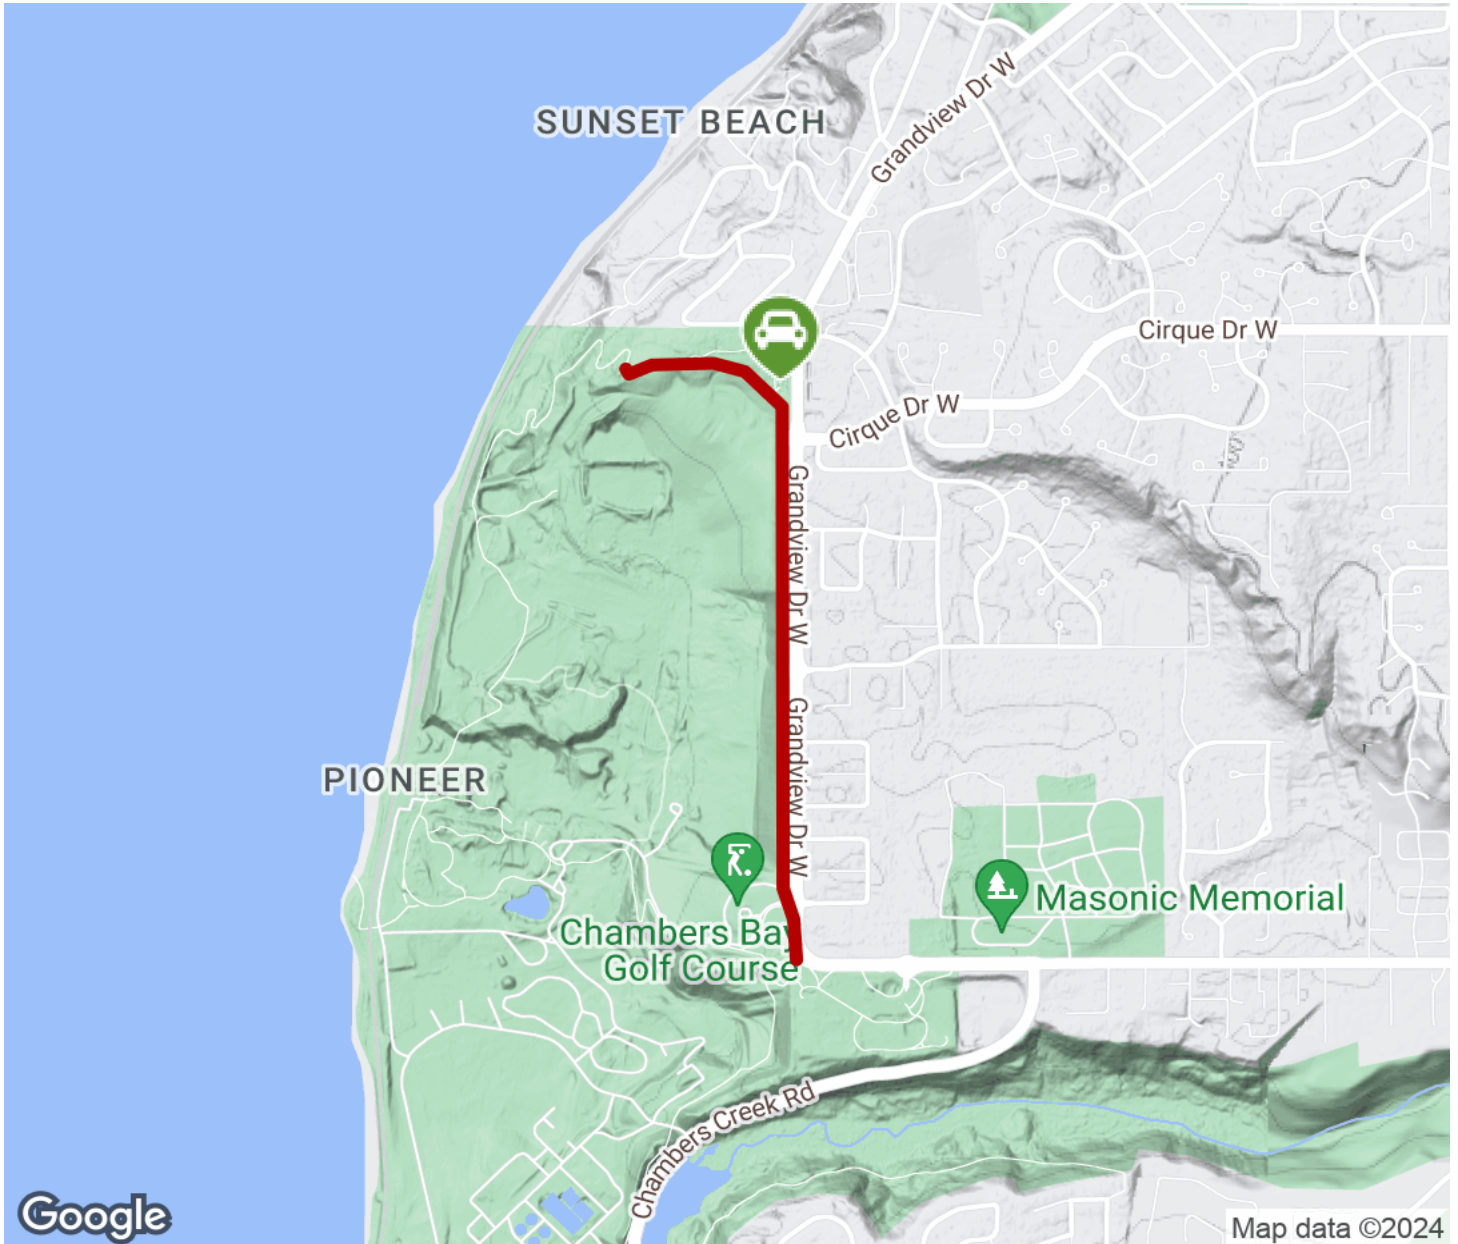 SUNSET BEACH
Grandview Dr W
Cirque Dr W
Cirque Dr W
Grandview Dr W
Grandview Dr W
PIONEER
Masonic Memorial
Chambers Bay
Golf Course
Chambers Creek Rd
Google
Map data ©2024